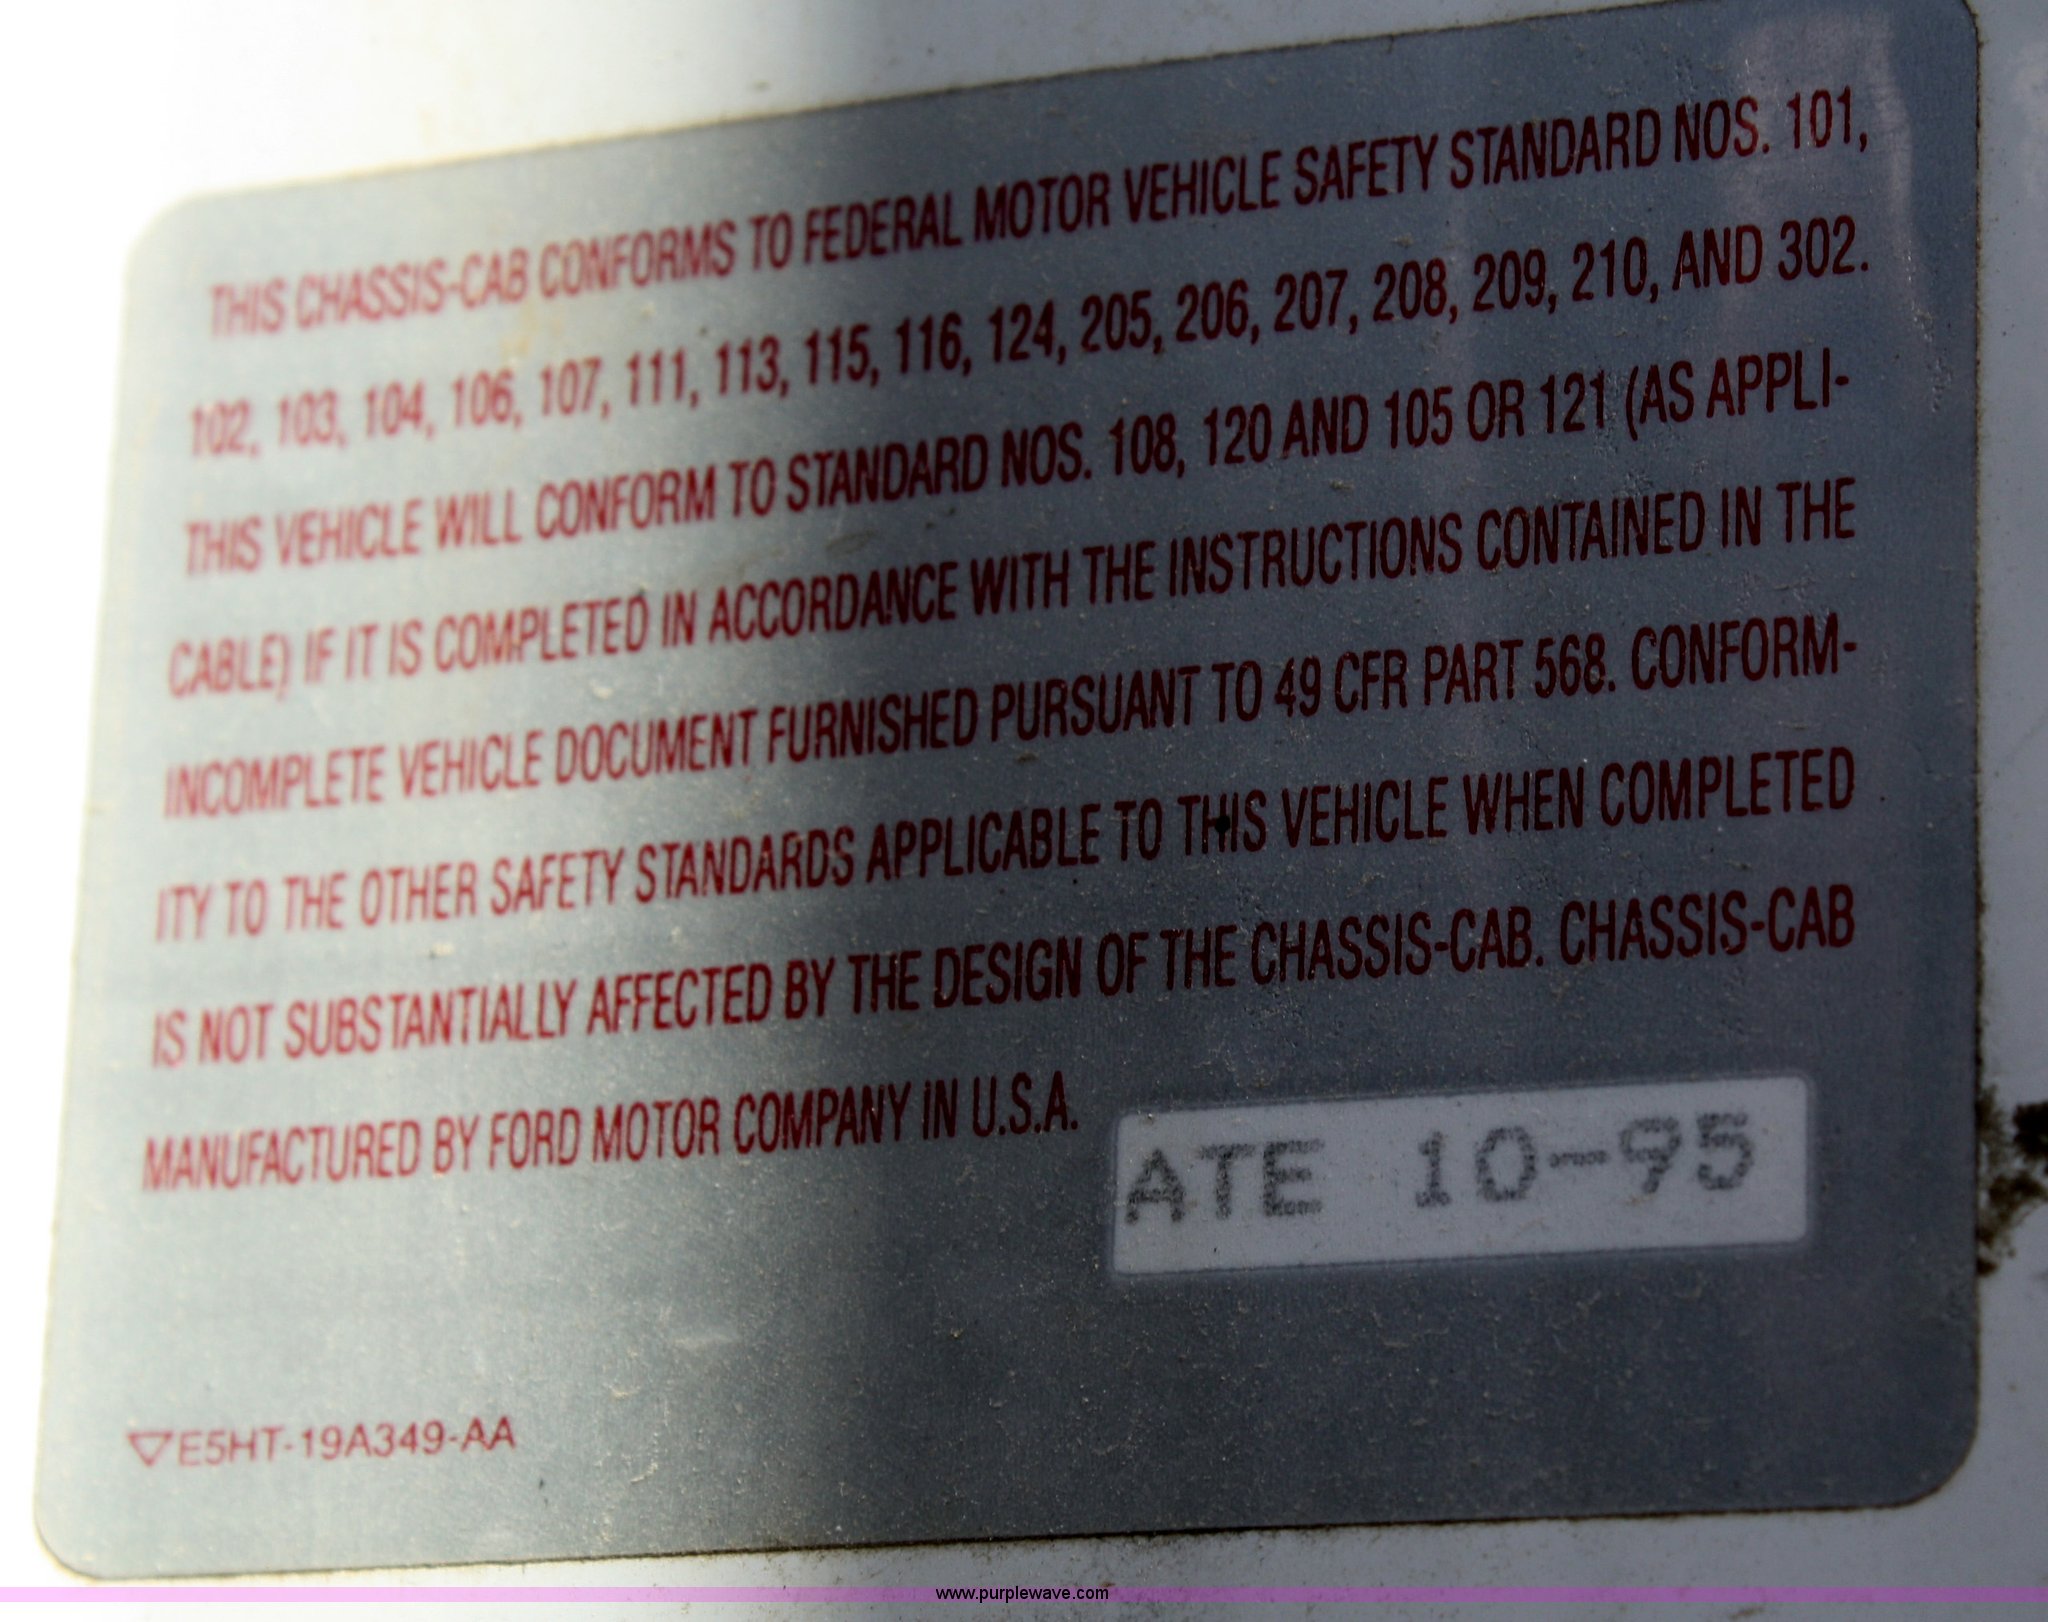 THIS CHASSIS-CAB CONFORMS TO FEDERAL MOTOR VEHICLE SAFETY STANDARD NOS. 101,
102, 103, 104, 106, 107, 111, 113, 115, 116, 124, 205, 206, 207, 208, 209, 210, AND 302.
THIS VEHICLE WILL CONFORM TO STANDARD NOS. 108, 120 AND 105 OR 121 (AS APPLI-
CABLE) IF IT IS COMPLETED IN ACCORDANCE WITH THE INSTRUCTIONS CONTAINED IN THE
INCOMPLETE VEHICLE DOCUMENT FURNISHED PURSUANT TO 49 CFR PART 568. CONFORM-
ITY TO THE OTHER SAFETY STANDARDS APPLICABLE TO THIS VEHICLE WHEN COMPLETED
IS NOT SUBSTANTIALLY AFFECTED BY THE DESIGN OF THE CHASSIS-CAB. CHASSIS-CAB
MANUFACTURED BY FORD MOTOR COMPANY IN U.S.A.
ATE 10-95
▽E5HT-19A349-AA
www.purplewave.com